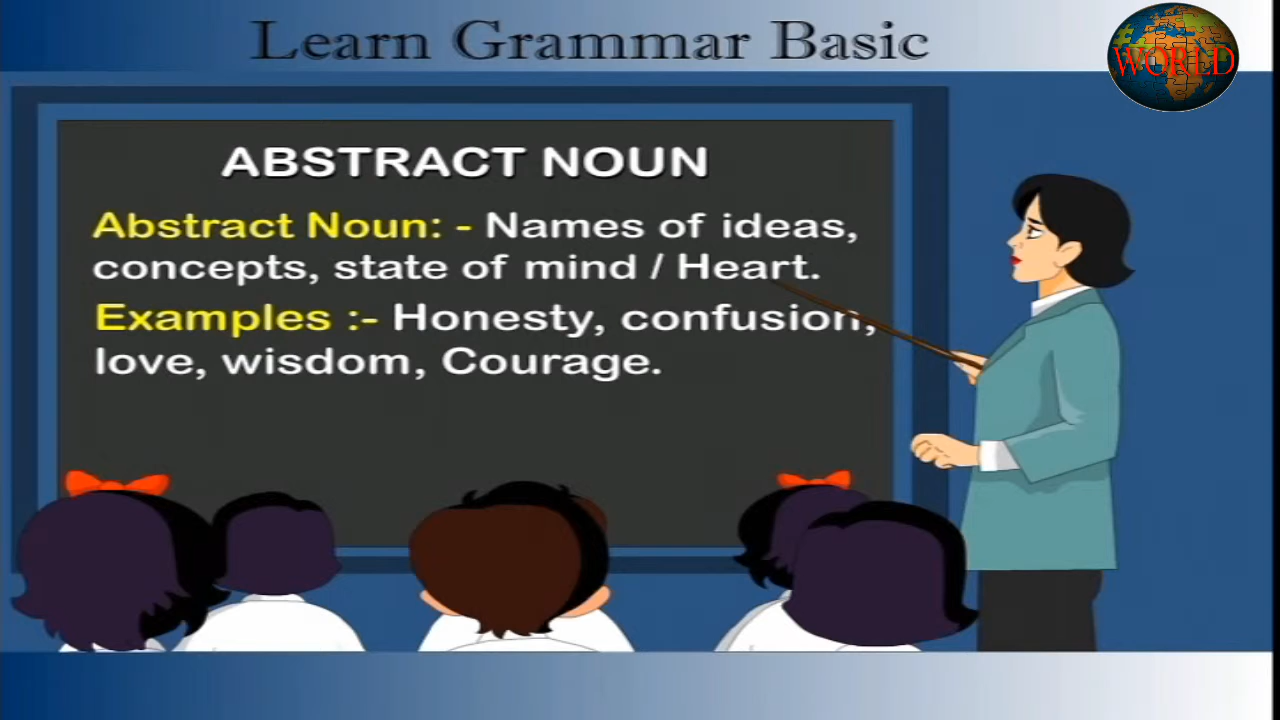 Learn Grammar Basic
WORLD
ABSTRACT NOUN
Abstract Noun: - Names of ideas,
concepts, state of mind / Heart.
Examples :- Honesty, confusion,
love, wisdom, Courage.